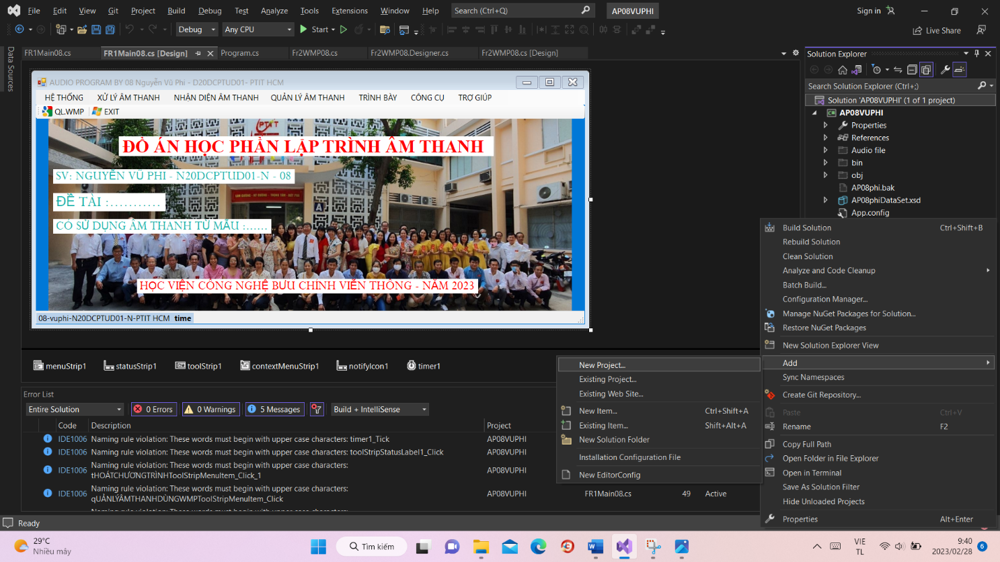 File Edit View Git Project Build Debug Test Analyze Tools Extensions Window Help Search (Ctrl+Q) AP08VUPHI Sign in
Debug Any CPU Start Live Share
Data Sources
FR1Main08.cs FR1Main08.cs [Design] Program.cs Fr2WMP08.cs Fr2WMP08.Designer.cs Fr2WMP08.cs [Design]
AUDIO PROGRAM BY 08 Nguyễn Vũ Phi - D20DCPTUD01- PTIT HCM
HỆ THỐNG XỬ LÝ ÂM THANH NHẬN DIỆN ÂM THANH QUẢN LÝ ÂM THANH TRÌNH BÀY CÔNG CỤ TRỢ GIÚP
QL.WMP EXIT
PTIT
ĐỒ ÁN HỌC PHẦN LẬP TRÌNH ÂM THANH
SV: NGUYỄN VŨ PHI - N20DCPTUD01-N - 08
ĐỀ TÀI :...........
CÓ SỬ DỤNG ÂM THANH TỪ MẪU :......
A
HỌC VIỆN CÔNG NGHỆ BƯU CHÍNH VIỄN THÔNG - NĂM 2023
08-vuphi-N20DCPTUD01-N-PTIT HCM time
menuStrip1 statusStrip1 toolStrip1 contextMenuStrip1 notifyIcon1 timer1
Error List
Entire Solution 0 Errors 0 Warnings 5 Messages Build + IntelliSense
Code Description Project
IDE1006 Naming rule violation: These words must begin with upper case characters: timer1_Tick AP08VUPHI
IDE1006 Naming rule violation: These words must begin with upper case characters: toolStripStatusLabel1_Click AP08VUPHI
IDE1006 Naming rule violation: These words must begin with upper case characters:
tHOÁTCHƯƠNGTRÌNHToolStripMenuItem_Click_1 AP08VUPHI
IDE1006 Naming rule violation: These words must begin with upper case characters:
qUẢNLÝÂMTHANHDÙNGWMPToolStripMenuItem_Click AP08VUPHI FR1Main08.cs 49 Active
Solution Explorer
Search Solution Explorer (Ctrl+;)
Solution 'AP08VUPHI' (1 of 1 project)
AP08VUPHI
Properties
References
Audio file
bin
obj
AP08phi.bak
AP08phiDataSet.xsd
App.config
Build Solution Ctrl+Shift+B
Rebuild Solution
Clean Solution
Analyze and Code Cleanup
Batch Build...
Configuration Manager...
Manage NuGet Packages for Solution...
Restore NuGet Packages
New Solution Explorer View
Add
Sync Namespaces
Create Git Repository...
Paste Ctrl+V
Rename F2
Copy Full Path
Open Folder in File Explorer
Open in Terminal
Save As Solution Filter
Hide Unloaded Projects
Properties Alt+Enter
New Project...
Existing Project...
Existing Web Site...
New Item... Ctrl+Shift+A
Existing Item... Shift+Alt+A
New Solution Folder
Installation Configuration File
New EditorConfig
Ready
29°C
Nhiều mây
Tìm kiếm
VIE
TL
9:40
2023/02/28
6